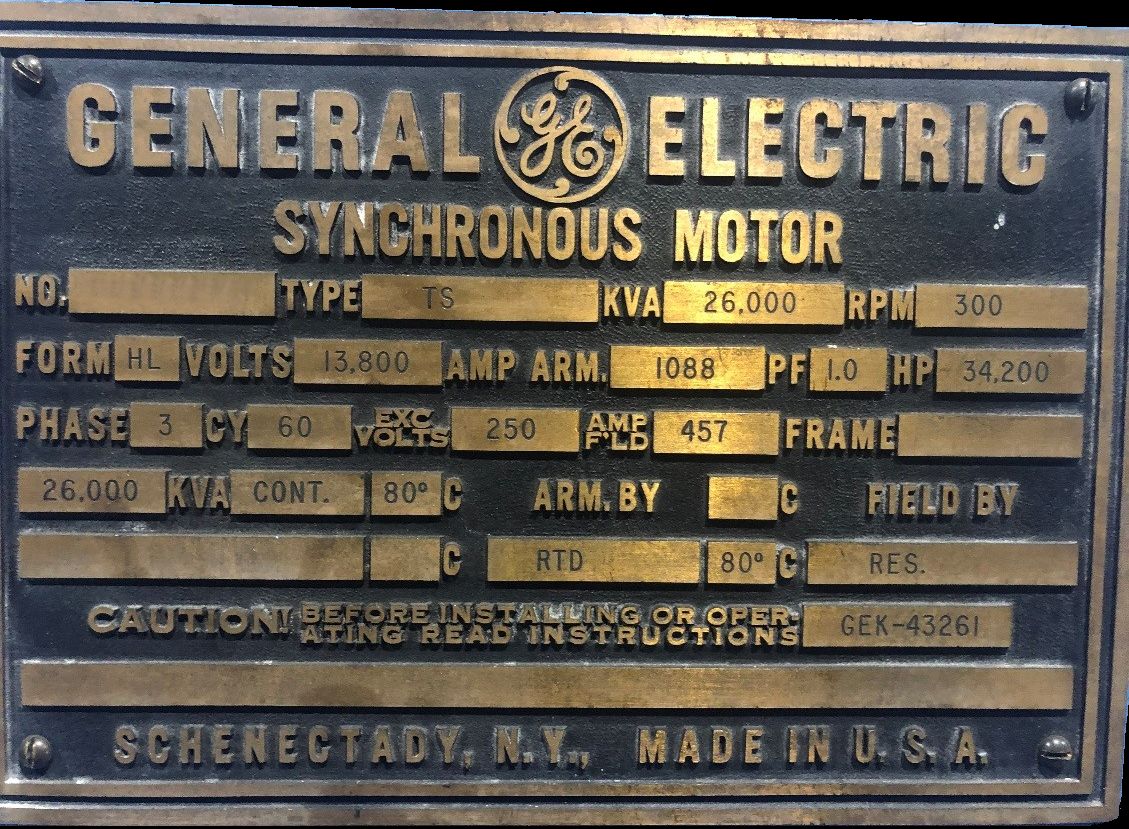 GENERAL GE ELECTRIC
SYNCHRONOUS MOTOR
NO. TYPE TS KVA 26,000 RPM 300
FORM HL VOLTS 13,800 AMP ARM. 1088 PF 1.0 HP 34,200
PHASE 3 CY 60 EXC VOLTS 250 AMP F'LD 457 FRAME
26,000 KVA CONT. 80° C ARM. BY C FIELD BY
C RTD 80° C RES.
CAUTION! BEFORE INSTALLING OR OPER-
ATING READ INSTRUCTIONS GEK-43261
SCHENECTADY, N.Y., MADE IN U.S.A.